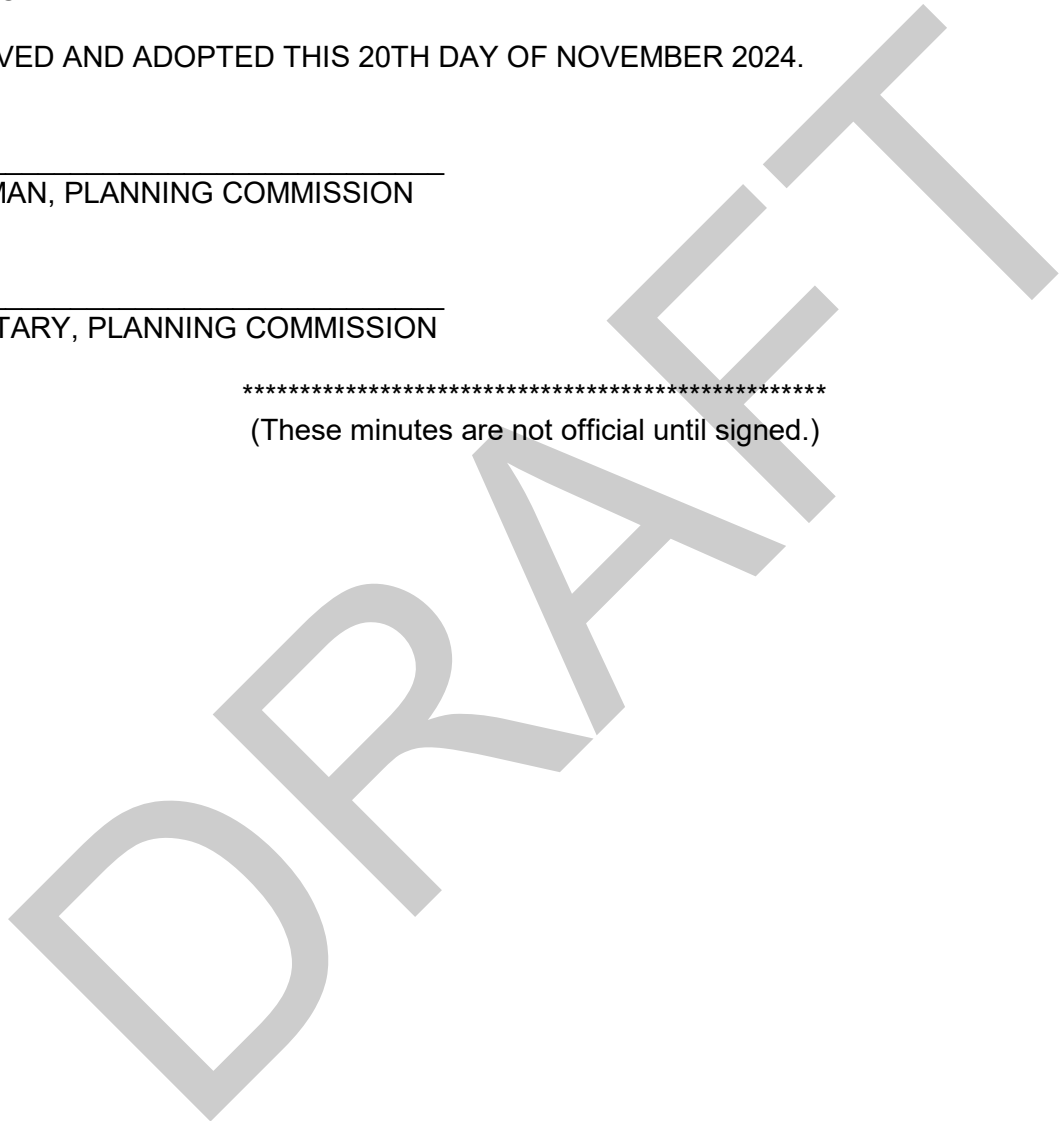 VED AND ADOPTED THIS 20TH DAY OF NOVEMBER 2024.
MAN, PLANNING COMMISSION
TARY, PLANNING COMMISSION
***************************************************
(These minutes are not official until signed.)
DRAFT